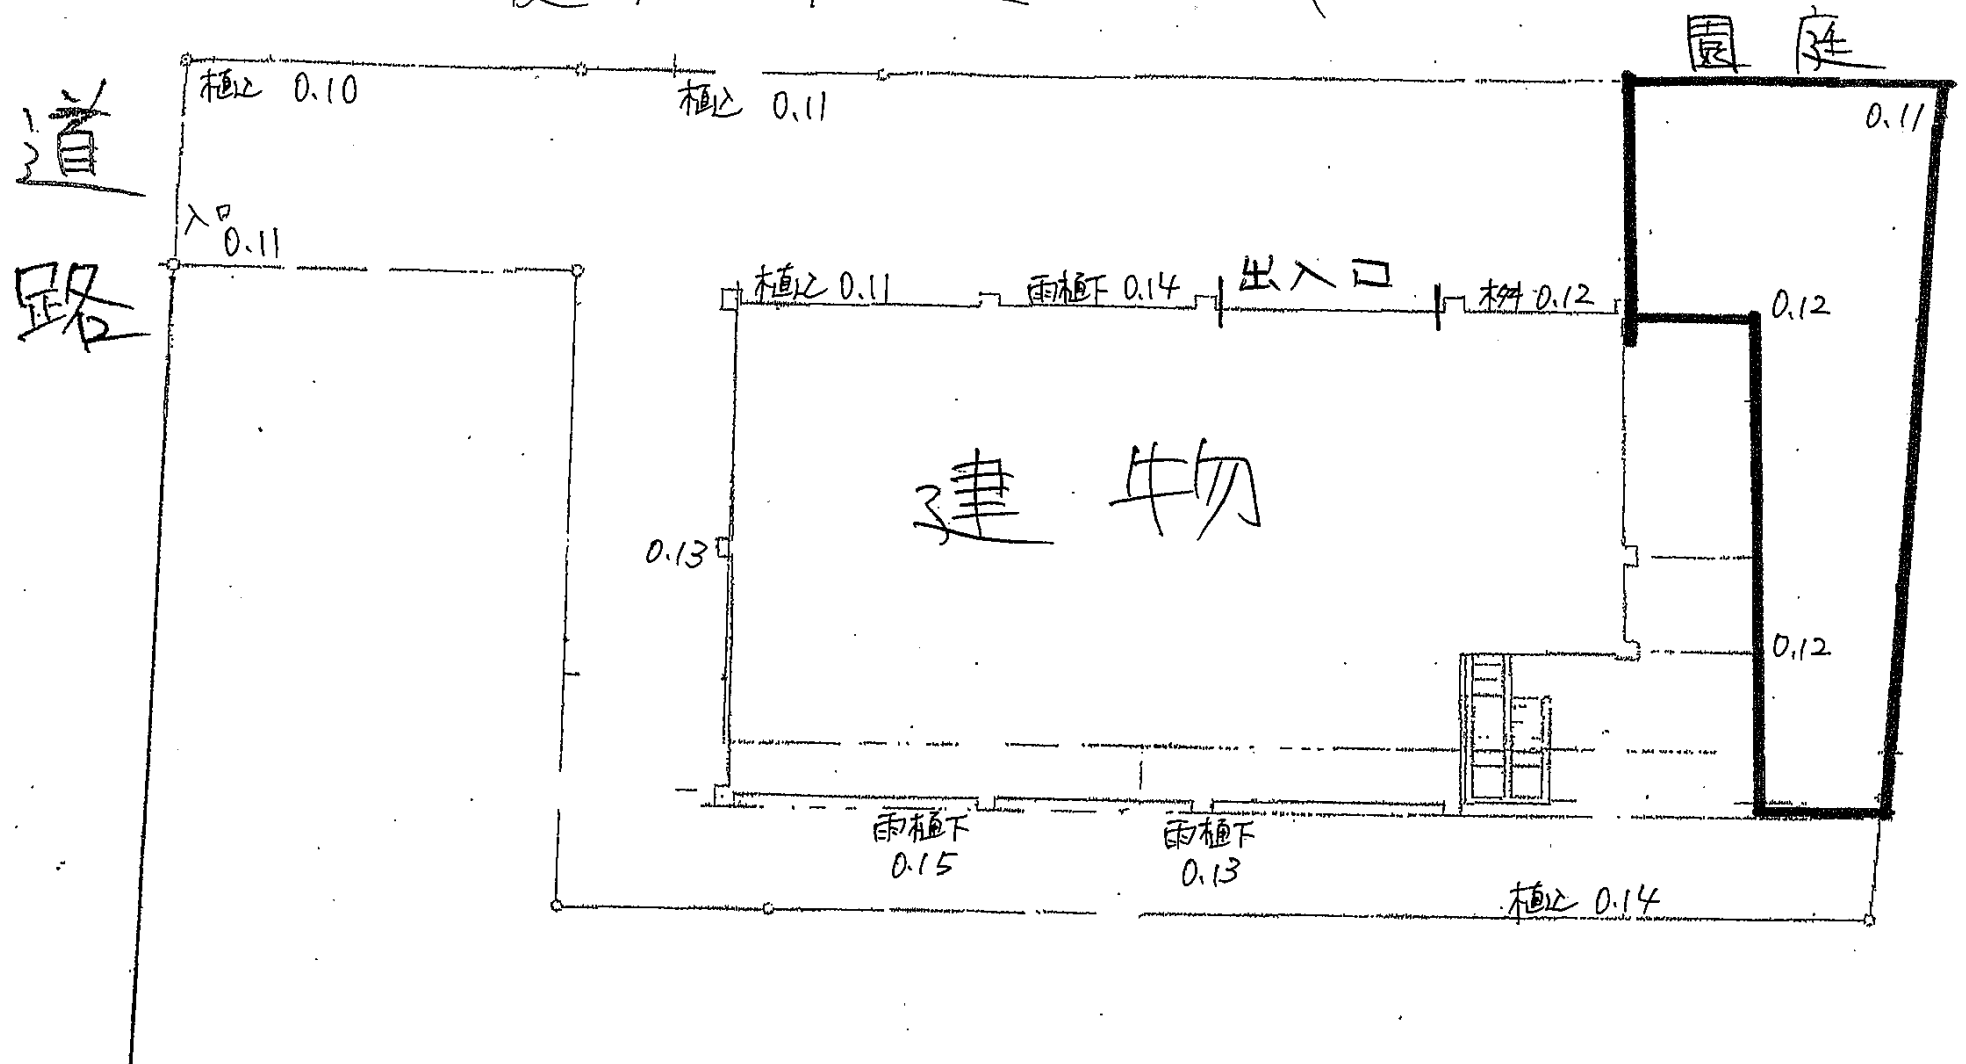 園庭
道路
植込 0.10
植込 0.11
0.11
入口
0.11
植込 0.11
雨樋下 0.14
出入口
桝 0.12
0.12
建物
0.13
0.12
雨樋下
0.15
雨樋下
0.13
植込 0.14